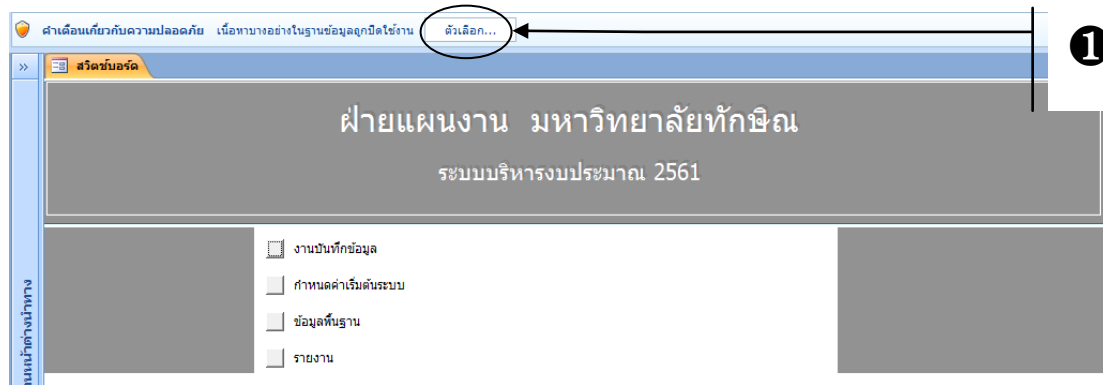 คำเตือนเกี่ยวกับความปลอดภัย เนื้อหาบางอย่างในฐานข้อมูลถูกปิดใช้งาน ตัวเลือก...
❶
» สวิตช์บอร์ด
ฝ่ายแผนงาน มหาวิทยาลัยทักษิณ
ระบบบริหารงบประมาณ 2561
งานบันทึกข้อมูล
กำหนดค่าเริ่มต้นระบบ
ข้อมูลพื้นฐาน
รายงาน